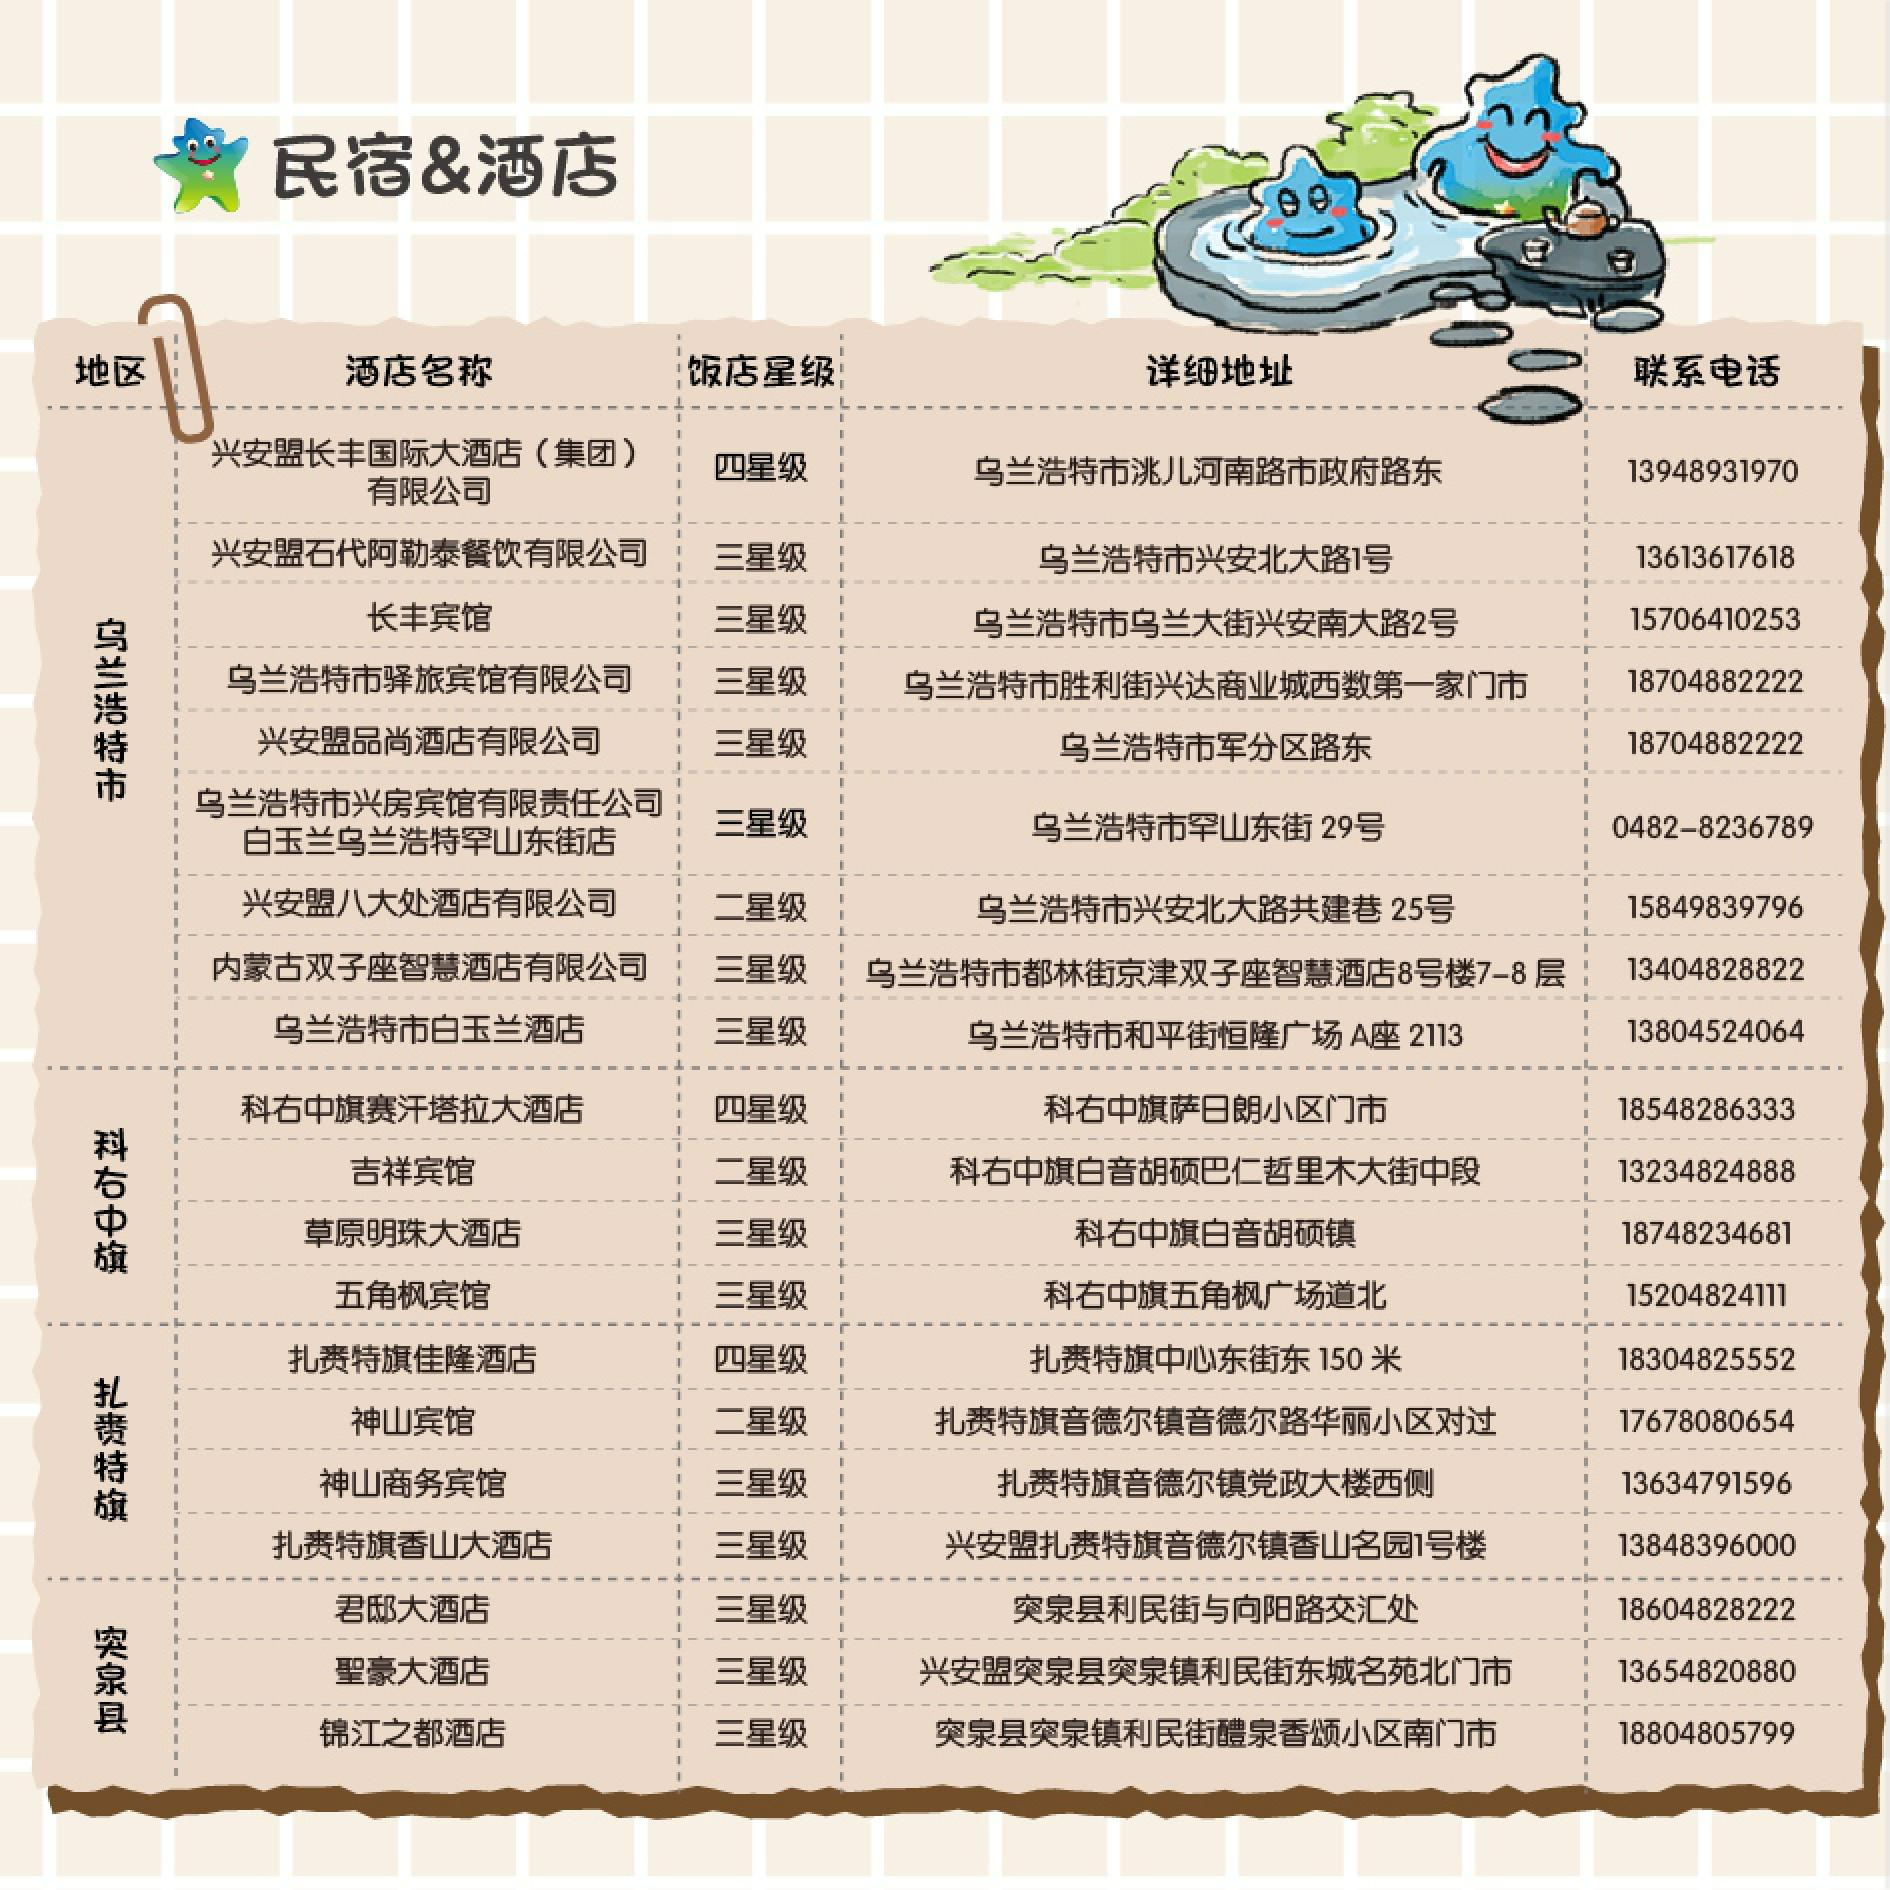 民宿&酒店
地区 酒店名称 饭店星级 详细地址 联系电话
乌兰浩特市
兴安盟长丰国际大酒店（集团）
有限公司 四星级 乌兰浩特市洮儿河南路市政府路东 13948931970
兴安盟石代阿勒泰餐饮有限公司 三星级 乌兰浩特市兴安北大路1号 13613617618
长丰宾馆 三星级 乌兰浩特市乌兰大街兴安南大路2号 15706410253
乌兰浩特市驿旅宾馆有限公司 三星级 乌兰浩特市胜利街兴达商业城西数第一家门市 18704882222
兴安盟品尚酒店有限公司 三星级 乌兰浩特市军分区路东 18704882222
乌兰浩特市兴房宾馆有限责任公司
白玉兰乌兰浩特罕山东街店 三星级 乌兰浩特市罕山东街 29号 0482-8236789
兴安盟八大处酒店有限公司 二星级 乌兰浩特市兴安北大路共建巷 25号 15849839796
内蒙古双子座智慧酒店有限公司 三星级 乌兰浩特市都林街京津双子座智慧酒店8号楼7-8 层 13404828822
乌兰浩特市白玉兰酒店 三星级 乌兰浩特市和平街恒隆广场 A座 2113 13804524064
科右中旗
科右中旗赛汗塔拉大酒店 四星级 科右中旗萨日朗小区门市 18548286333
吉祥宾馆 二星级 科右中旗白音胡硕巴仁哲里木大街中段 13234824888
草原明珠大酒店 三星级 科右中旗白音胡硕镇 18748234681
五角枫宾馆 三星级 科右中旗五角枫广场道北 15204824111
扎赉特旗
扎赉特旗佳隆酒店 四星级 扎赉特旗中心东街东 150 米 18304825552
神山宾馆 二星级 扎赉特旗音德尔镇音德尔路华丽小区对过 17678080654
神山商务宾馆 三星级 扎赉特旗音德尔镇党政大楼西侧 13634791596
扎赉特旗香山大酒店 三星级 兴安盟扎赉特旗音德尔镇香山名园1号楼 13848396000
突泉县
君邸大酒店 三星级 突泉县利民街与向阳路交汇处 18604828222
聖豪大酒店 三星级 兴安盟突泉县突泉镇利民街东城名苑北门市 13654820880
锦江之都酒店 三星级 突泉县突泉镇利民街醴泉香颂小区南门市 18804805799